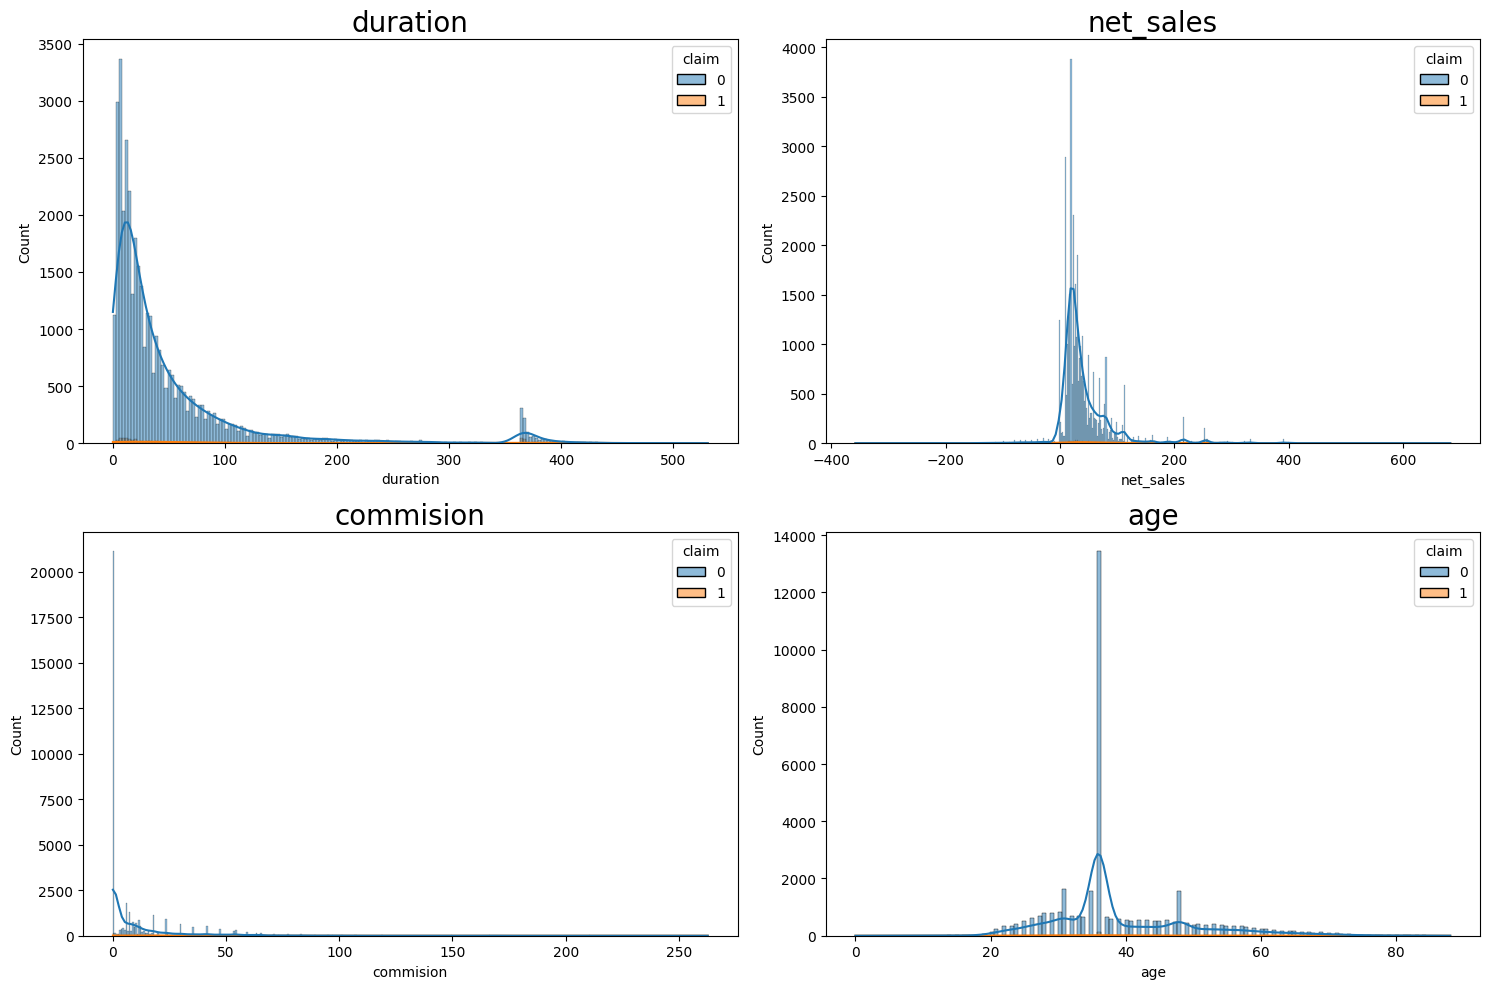 duration
3500
3000
2500
2000
1500
1000
500
0
Count
0 100 200 300 400 500
duration
claim
0
1
net_sales
4000
3500
3000
2500
2000
1500
1000
500
0
Count
−400 −200 0 200 400 600
net_sales
claim
0
1
commision
20000
17500
15000
12500
10000
7500
5000
2500
0
Count
0 50 100 150 200 250
commision
claim
0
1
age
14000
12000
10000
8000
6000
4000
2000
0
Count
0 20 40 60 80
age
claim
0
1